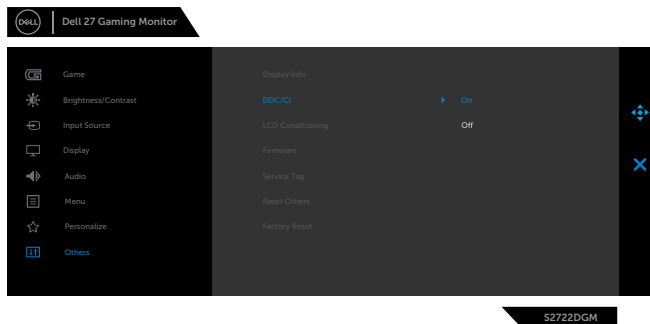 DELL
Dell 27 Gaming Monitor
Game
Display Info
Brightness/Contrast
DDC/CI
On
Input Source
LCD Conditioning
Off
Display
Firmware
Audio
Service Tag
Menu
Reset Others
Personalize
Factory Reset
Others
S2722DGM